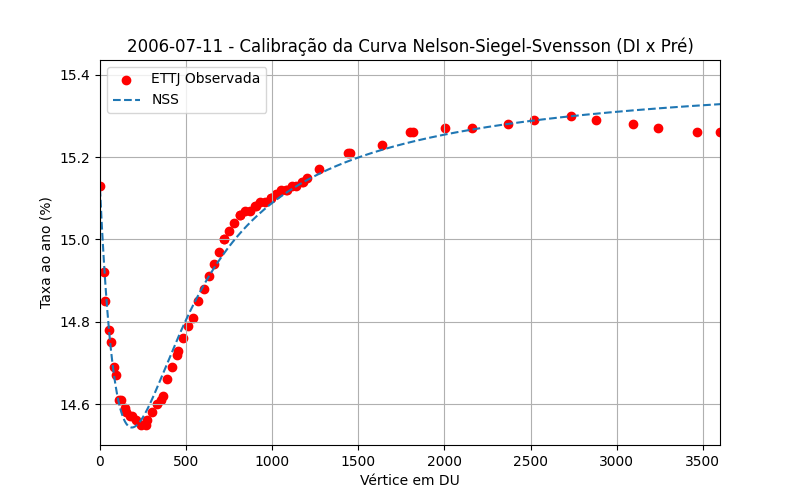 2006-07-11 - Calibração da Curva Nelson-Siegel-Svensson (DI x Pré)
ETTJ Observada
NSS
Taxa ao ano (%)
15.4
15.2
15.0
14.8
14.6
0 500 1000 1500 2000 2500 3000 3500
Vértice em DU